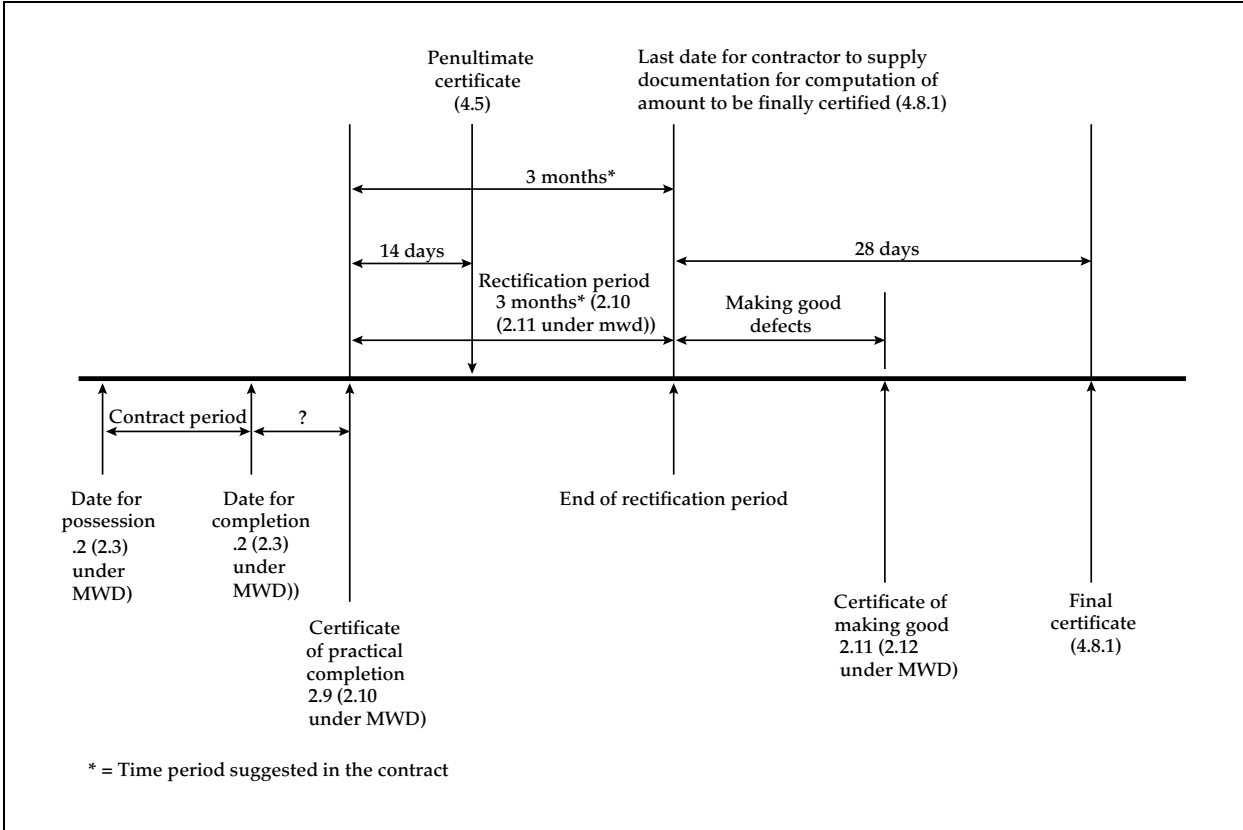 Penultimate
certificate
(4.5)
Last date for contractor to supply
documentation for computation of
amount to be finally certified (4.8.1)
3 months*
14 days
28 days
Rectification period
3 months* (2.10
(2.11 under mwd))
Making good
defects
Contract period
?
Date for
possession
.2 (2.3)
under
MWD)
Date for
completion
.2 (2.3)
under
MWD))
End of rectification period
Certificate
of practical
completion
2.9 (2.10
under MWD)
Certificate of
making good
2.11 (2.12
under MWD)
Final
certificate
(4.8.1)
* = Time period suggested in the contract